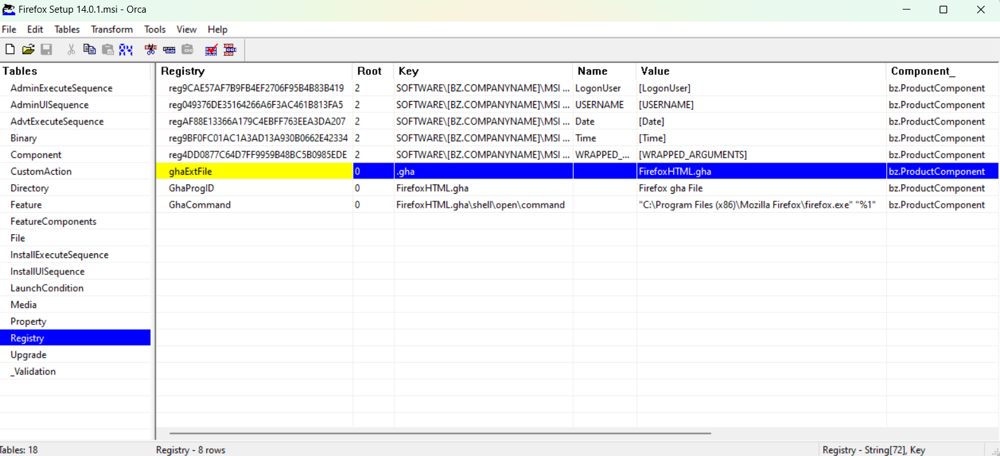 Firefox Setup 14.0.1.msi - Orca
File Edit Tables Transform Tools View Help
Tables Registry Root Key Name Value Component_
AdminExecuteSequence reg9CAE57AF7B9FB4EF2706F95B4B83B419 2 SOFTWARE\[BZ.COMPANYNAME]\MSI ... LogonUser [LogonUser] bz.ProductComponent
AdminUISequence reg049376DE35164266A6F3AC461B813FA5 2 SOFTWARE\[BZ.COMPANYNAME]\MSI ... USERNAME [USERNAME] bz.ProductComponent
AdvtExecuteSequence regAF88E13366A179C4EBFF763EEA3DA207 2 SOFTWARE\[BZ.COMPANYNAME]\MSI ... Date [Date] bz.ProductComponent
Binary reg9BF0FC01AC1A3AD13A930B0662E42334 2 SOFTWARE\[BZ.COMPANYNAME]\MSI ... Time [Time] bz.ProductComponent
Component reg4DD0877C64D7FF9959B48BC5B0985EDE 2 SOFTWARE\[BZ.COMPANYNAME]\MSI ... WRAPPED_... [WRAPPED_ARGUMENTS] bz.ProductComponent
CustomAction ghaExtFile 0 .gha FirefoxHTML.gha bz.ProductComponent
Directory GhaProgID 0 FirefoxHTML.gha Firefox gha File bz.ProductComponent
Feature GhaCommand 0 FirefoxHTML.gha\shell\open\command "C:\Program Files (x86)\Mozilla Firefox\firefox.exe" "%1" bz.ProductComponent
FeatureComponents
File
InstallExecuteSequence
InstallUISequence
LaunchCondition
Media
Property
Registry
Upgrade
_Validation
Tables: 18 Registry - 8 rows Registry - String[72], Key